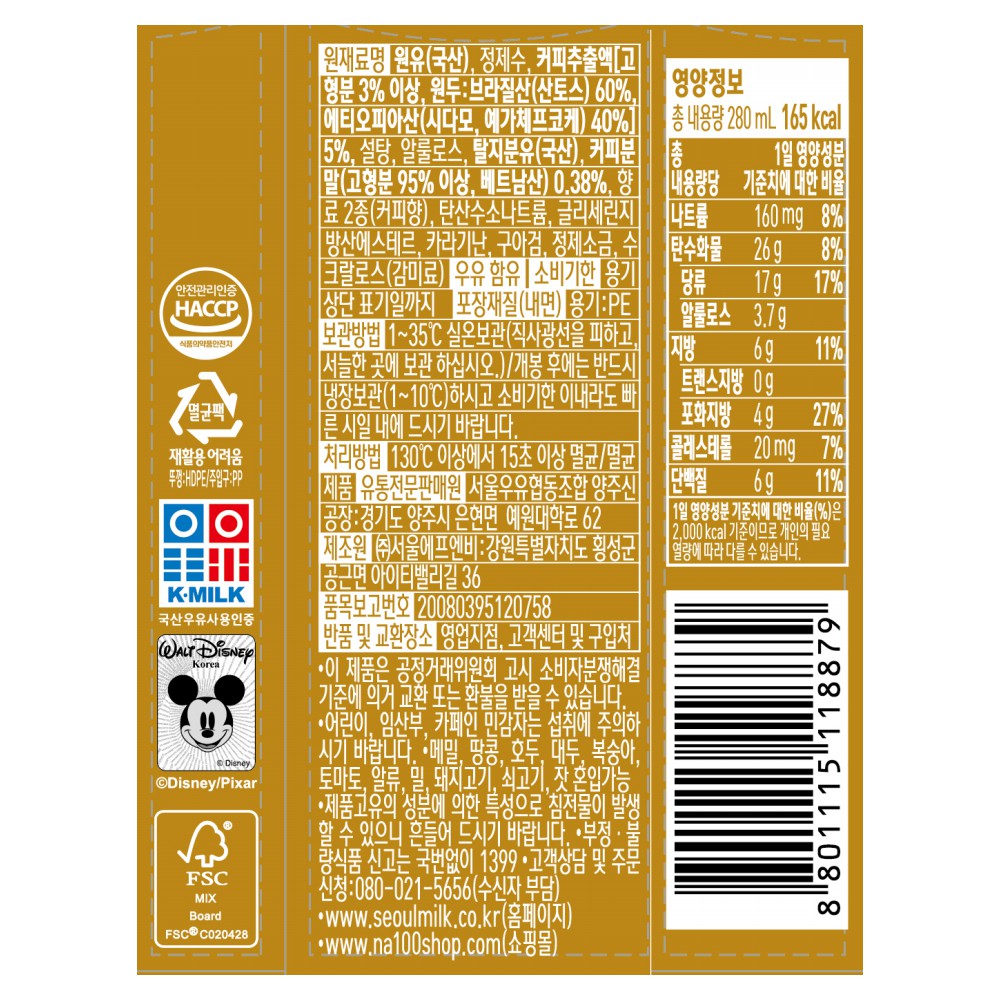 안전관리인증
HACCP
식품의약품안전처
멸균팩
재활용 어려움
뚜껑:HDPE/주입구:PP
K·MILK
국산우유사용인증
WALT DISNEY
Korea
© Disney
©Disney/Pixar
FSC
MIX
Board
FSC® C020428
원재료명 원유(국산), 정제수, 커피추출액[고
형분 3% 이상, 원두:브라질산(산토스) 60%,
에티오피아산(시다모, 예가체프코케) 40%]
5%, 설탕, 알룰로스, 탈지분유(국산), 커피분
말(고형분 95% 이상, 베트남산) 0.38%, 향
료 2종(커피향), 탄산수소나트륨, 글리세린지
방산에스테르, 카라기난, 구아검, 정제소금, 수
크랄로스(감미료) 우유 함유 소비기한 용기
상단 표기일까지 포장재질(내면) 용기:PE
보관방법 1~35℃ 실온보관(직사광선을 피하고,
서늘한 곳에 보관 하십시오.)/개봉 후에는 반드시
냉장보관(1~10℃)하시고 소비기한 이내라도 빠
른 시일 내에 드시기 바랍니다.
처리방법 130℃ 이상에서 15초 이상 멸균/멸균
제품 유통전문판매원 서울우유협동조합 양주신
공장:경기도 양주시 은현면 예원대학로 62
제조원 ㈜서울에프엔비:강원특별자치도 횡성군
공근면 아이티밸리길 36
품목보고번호 20080395120758
반품 및 교환장소 영업지점, 고객센터 및 구입처
•이 제품은 공정거래위원회 고시 소비자분쟁해결
기준에 의거 교환 또는 환불을 받을 수 있습니다.
•어린이, 임산부, 카페인 민감자는 섭취에 주의하
시기 바랍니다. •메밀, 땅콩, 호두, 대두, 복숭아,
토마토, 알류, 밀, 돼지고기, 쇠고기, 잣 혼입가능
•제품고유의 성분에 의한 특성으로 침전물이 발생
할 수 있으니 흔들어 드시기 바랍니다. •부정·불
량식품 신고는 국번없이 1399 •고객상담 및 주문
신청:080-021-5656(수신자 부담)
•www.seoulmilk.co.kr(홈페이지)
•www.na100shop.com(쇼핑몰)
영양정보
총 내용량 280 mL 165 kcal
총 1일 영양성분
내용량당 기준치에 대한 비율
나트륨 160 mg 8%
탄수화물 26 g 8%
당류 17 g 17%
알룰로스 3.7 g
지방 6 g 11%
트랜스지방 0 g
포화지방 4 g 27%
콜레스테롤 20 mg 7%
단백질 6 g 11%
1일 영양성분 기준치에 대한 비율(%)은
2,000 kcal 기준이므로 개인의 필요
열량에 따라 다를 수 있습니다.
8 801115 118879